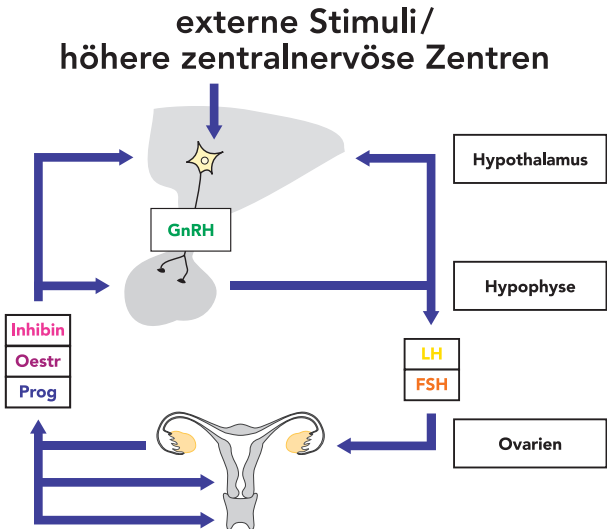 externe Stimuli/
höhere zentralnervöse Zentren
Hypothalamus
GnRH
Hypophyse
Inhibin
Oestr
Prog
LH
FSH
Ovarien